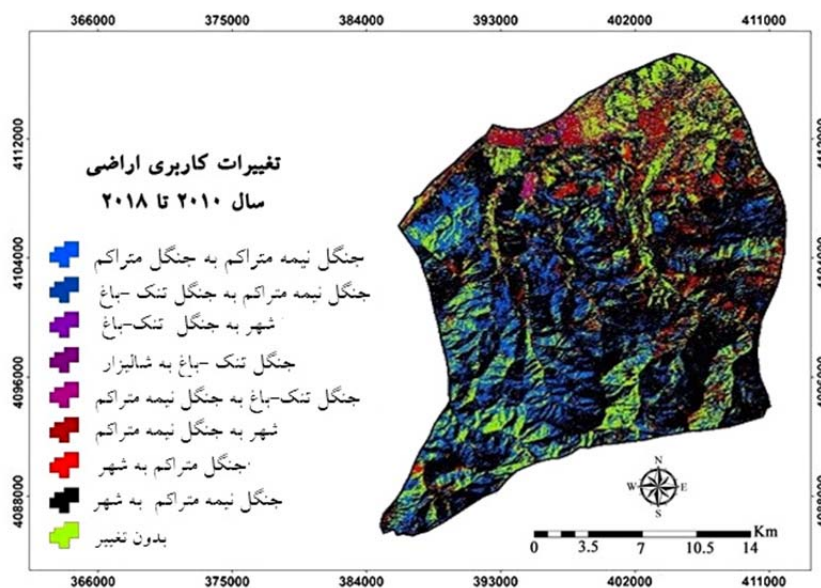 366000 375000 384000 393000 402000 411000
4112000
4104000
4096000
4088000
تغییرات کاربری اراضی
سال ۲۰۱۰ تا ۲۰۱۸
جنگل نیمه متراکم به جنگل متراکم
جنگل نیمه متراکم به جنگل تنک -باغ
شهر به جنگل تنک-باغ
جنگل تنک -باغ به شالیزار
جنگل تنک-باغ به جنگل نیمه متراکم
شهر به جنگل نیمه متراکم
جنگل متراکم به شهر
جنگل نیمه متراکم به شهر
بدون تغییر
4112000
4104000
4096000
4088000
N
W E
S
Km
0 3.5 7 10.5 14
366000 375000 384000 393000 402000 411000